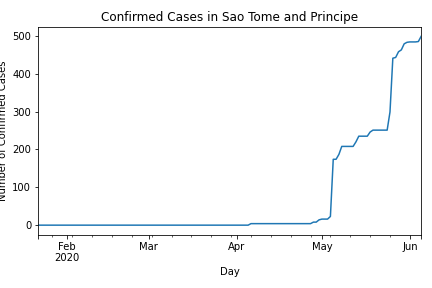 Confirmed Cases in Sao Tome and Principe
500
400
300
200
100
0
Number of Confirmed Cases
Feb
2020
Mar
Apr
May
Jun
Day